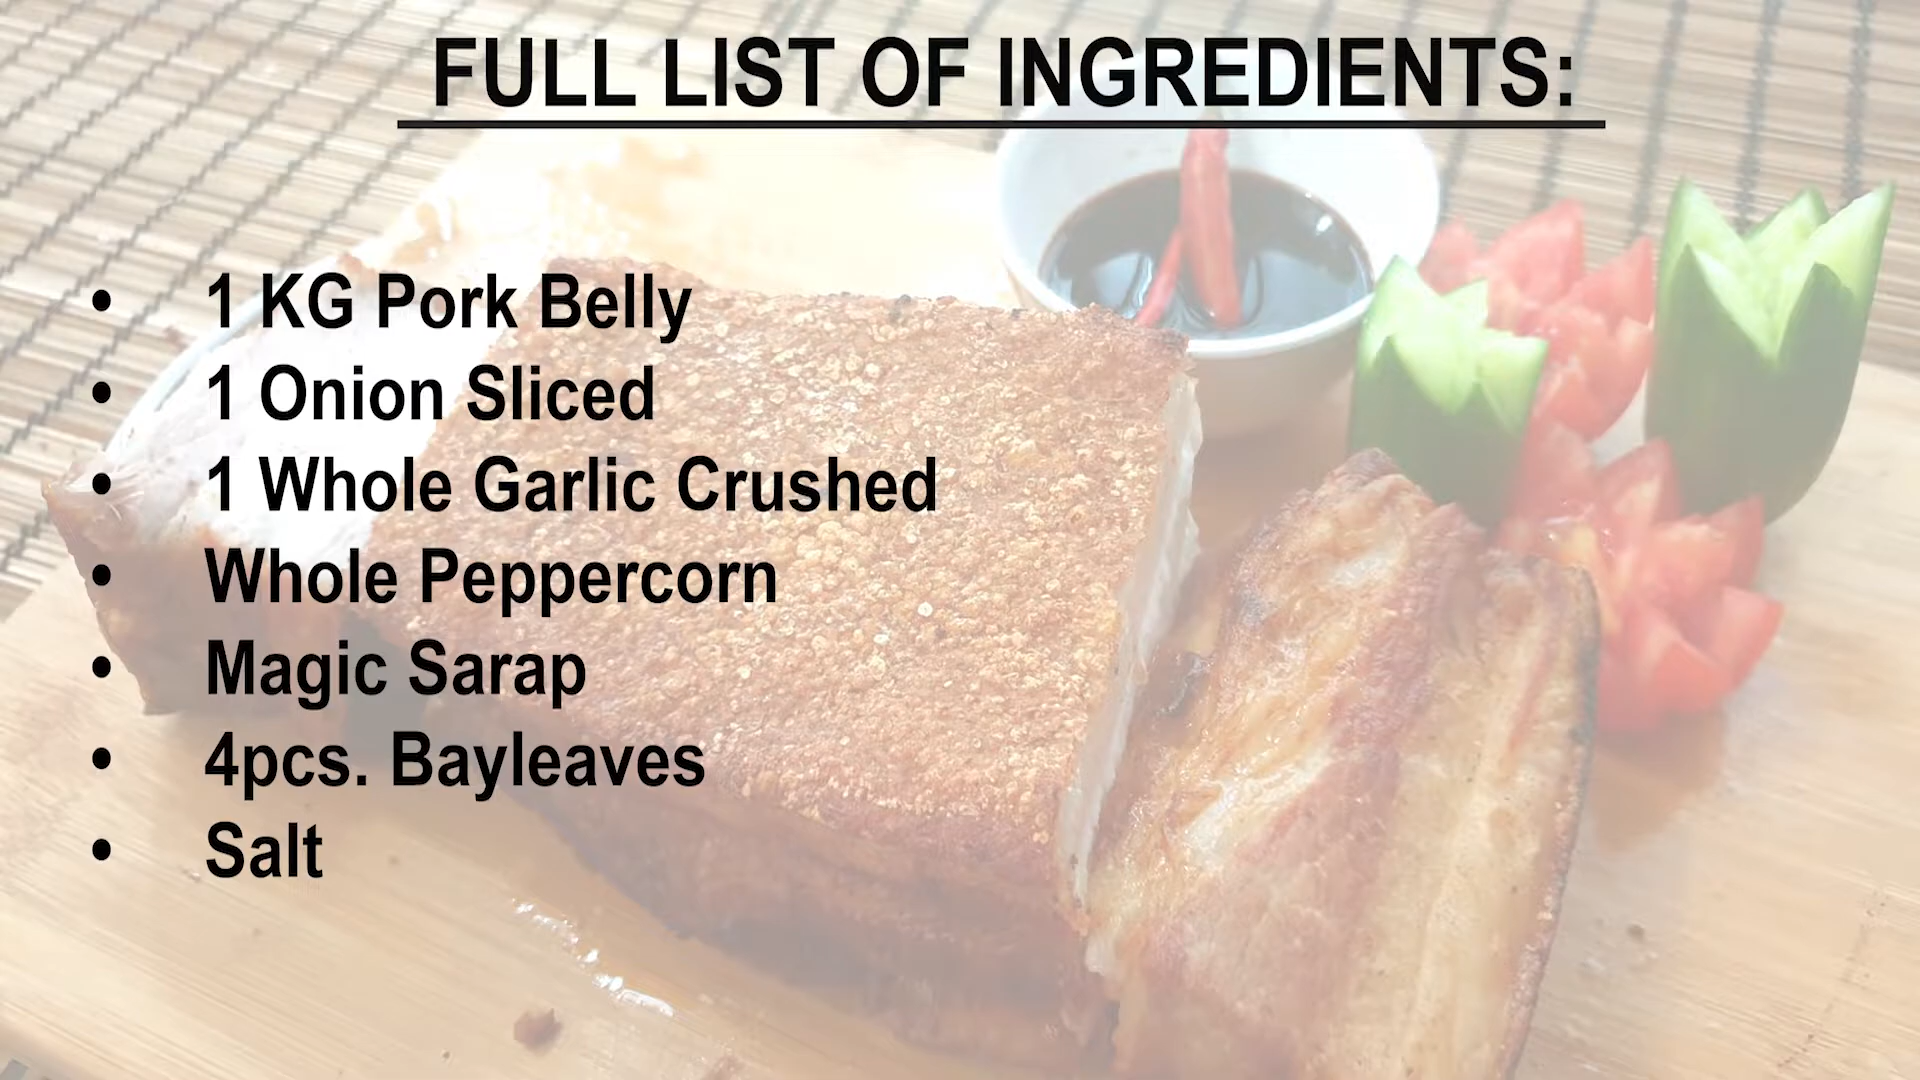 FULL LIST OF INGREDIENTS:
• 1 KG Pork Belly
• 1 Onion Sliced
• 1 Whole Garlic Crushed
• Whole Peppercorn
• Magic Sarap
• 4pcs. Bayleaves
• Salt